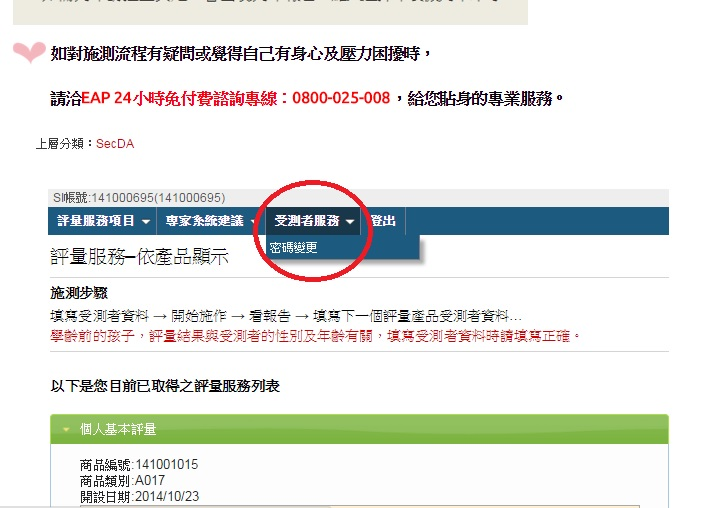 如對施測流程有疑問或覺得自己有身心及壓力困擾時，
請洽EAP 24小時免付費諮詢專線：0800-025-008，給您貼身的專業服務。
上層分類：SecDA
SI帳號:141000695(141000695)
評量服務項目 專家系統建議 受測者服務 登出
密碼變更
評量服務─依產品顯示
施測步驟
填寫受測者資料 → 開始施作 → 看報告 → 填寫下一個評量產品受測者資料...
學齡前的孩子，評量結果與受測者的性別及年齡有關，填寫受測者資料時請填寫正確。
以下是您目前已取得之評量服務列表
個人基本評量
商品編號:141001015
商品類別:A017
開設日期:2014/10/23